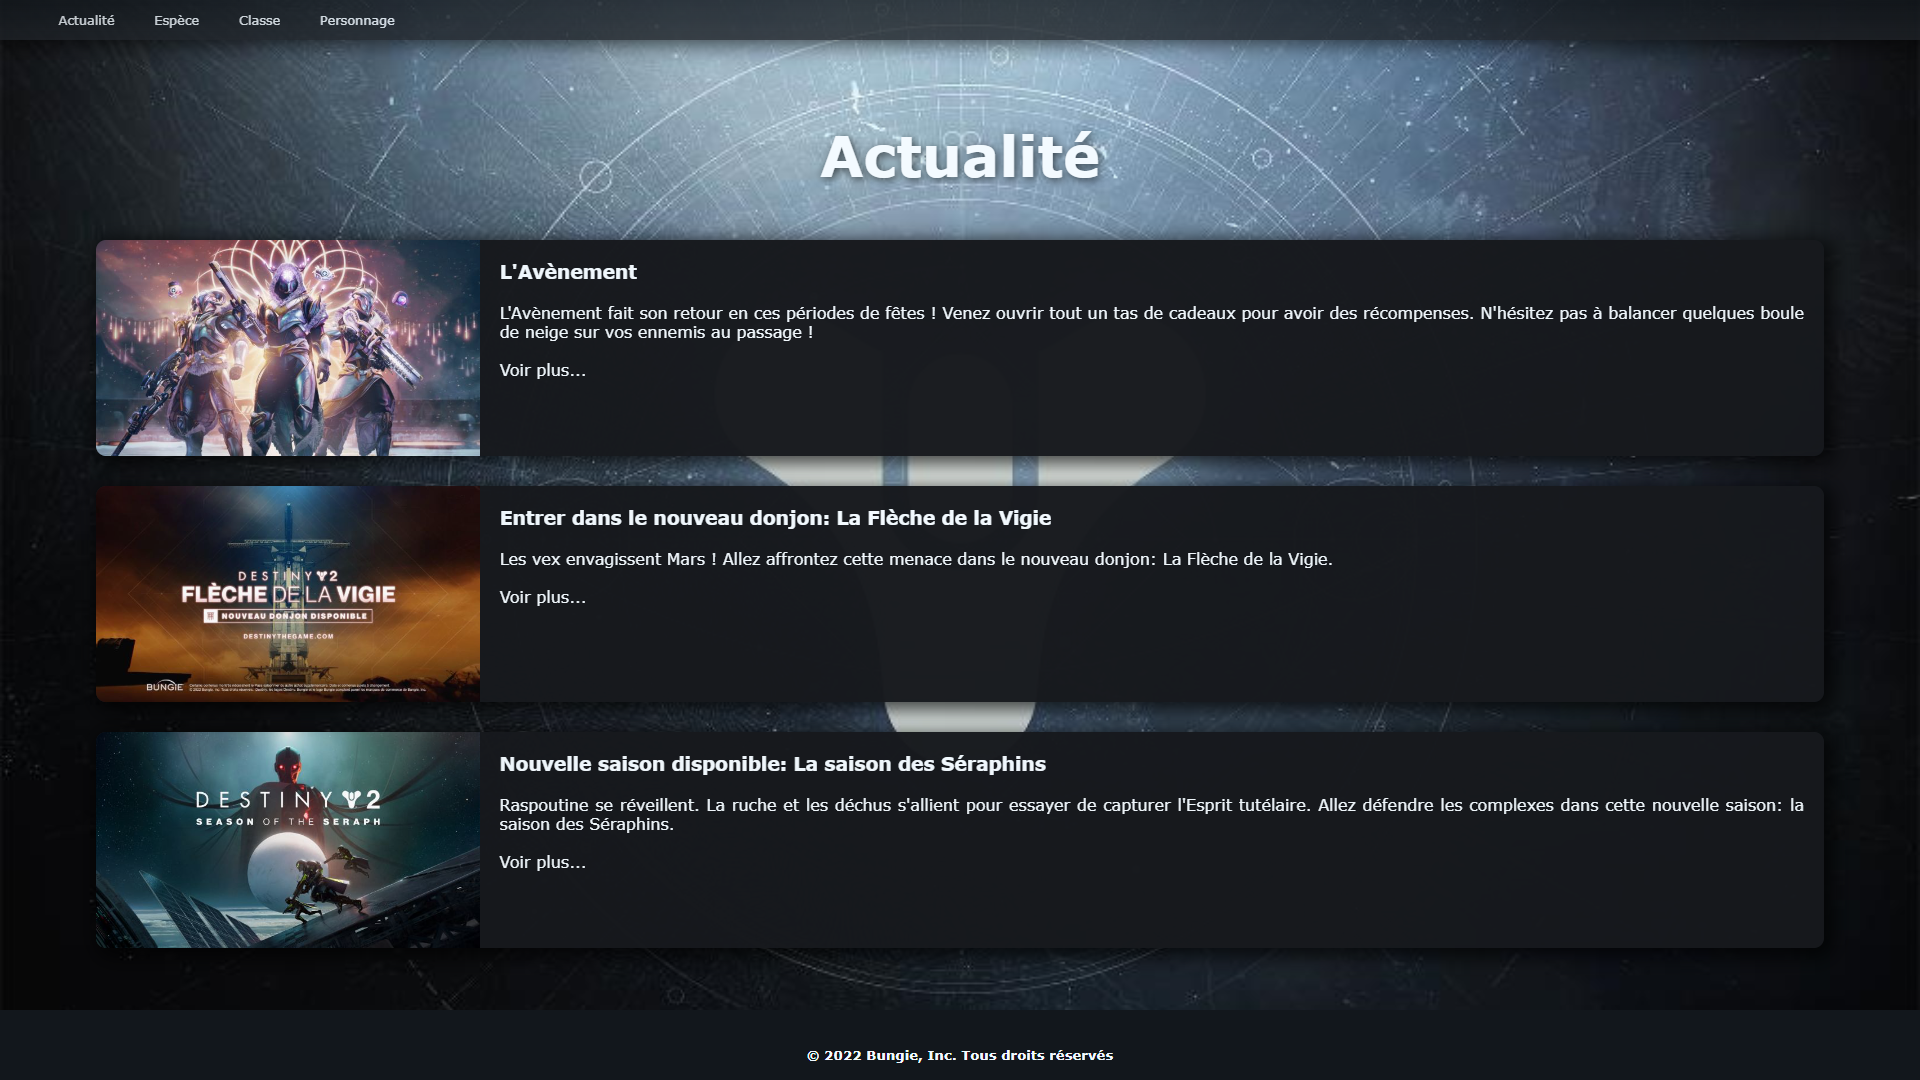 Actualité Espèce Classe Personnage
Actualité
L'Avènement
L'Avènement fait son retour en ces périodes de fêtes ! Venez ouvrir tout un tas de cadeaux pour avoir des récompenses. N'hésitez pas à balancer quelques boule
de neige sur vos ennemis au passage !
Voir plus...
DESTINY 2
FLÈCHE DE LA VIGIE
NOUVEAU DONJON DISPONIBLE
DESTINYTHEGAME.COM
BUNGIE
Entrer dans le nouveau donjon: La Flèche de la Vigie
Les vex envagissent Mars ! Allez affrontez cette menace dans le nouveau donjon: La Flèche de la Vigie.
Voir plus...
DESTINY 2
SEASON OF THE SERAPH
Nouvelle saison disponible: La saison des Séraphins
Raspoutine se réveillent. La ruche et les déchus s'allient pour essayer de capturer l'Esprit tutélaire. Allez défendre les complexes dans cette nouvelle saison: la
saison des Séraphins.
Voir plus...
© 2022 Bungie, Inc. Tous droits réservés